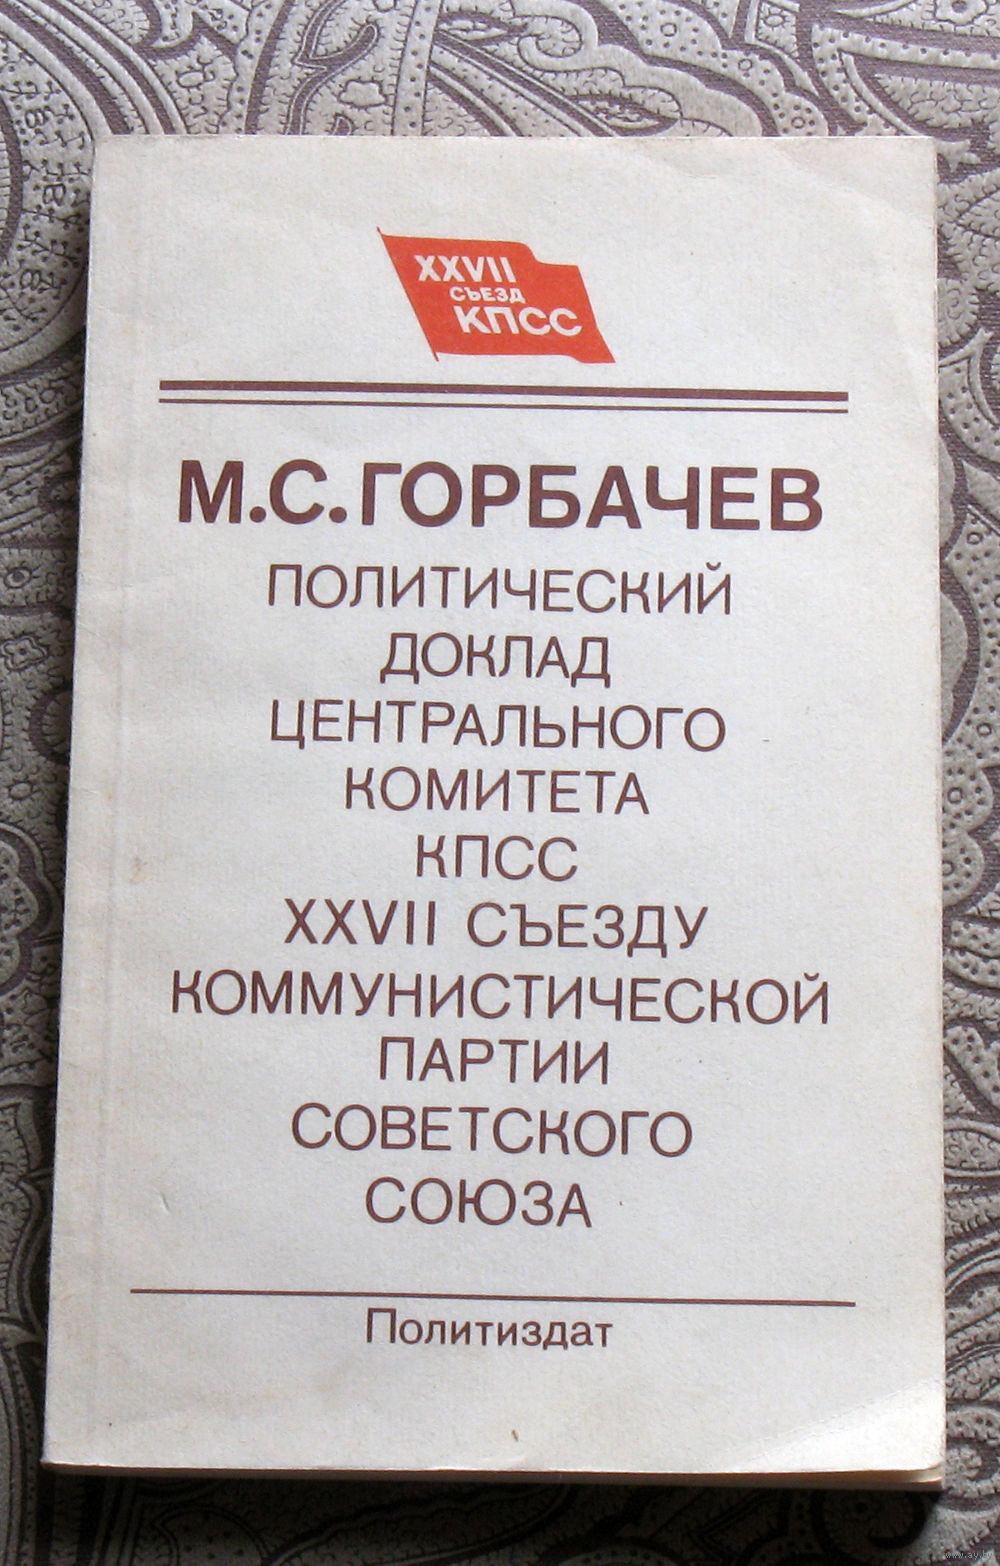 XXVII
СЪЕЗД
КПСС
М.С.ГОРБАЧЕВ
ПОЛИТИЧЕСКИЙ
ДОКЛАД
ЦЕНТРАЛЬНОГО
КОМИТЕТА
КПСС
XXVII СЪЕЗДУ
КОММУНИСТИЧЕСКОЙ
ПАРТИИ
СОВЕТСКОГО
СОЮЗА
Политиздат